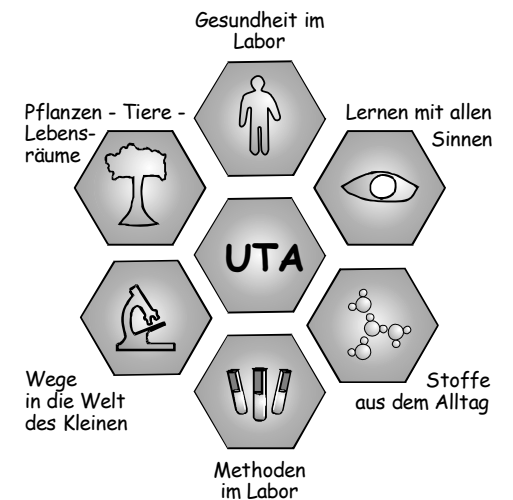 Gesundheit im
Labor
Pflanzen - Tiere -
Lebens-
räume
Lernen mit allen
Sinnen
UTA
Wege
in die Welt
des Kleinen
Stoffe
aus dem Alltag
Methoden
im Labor